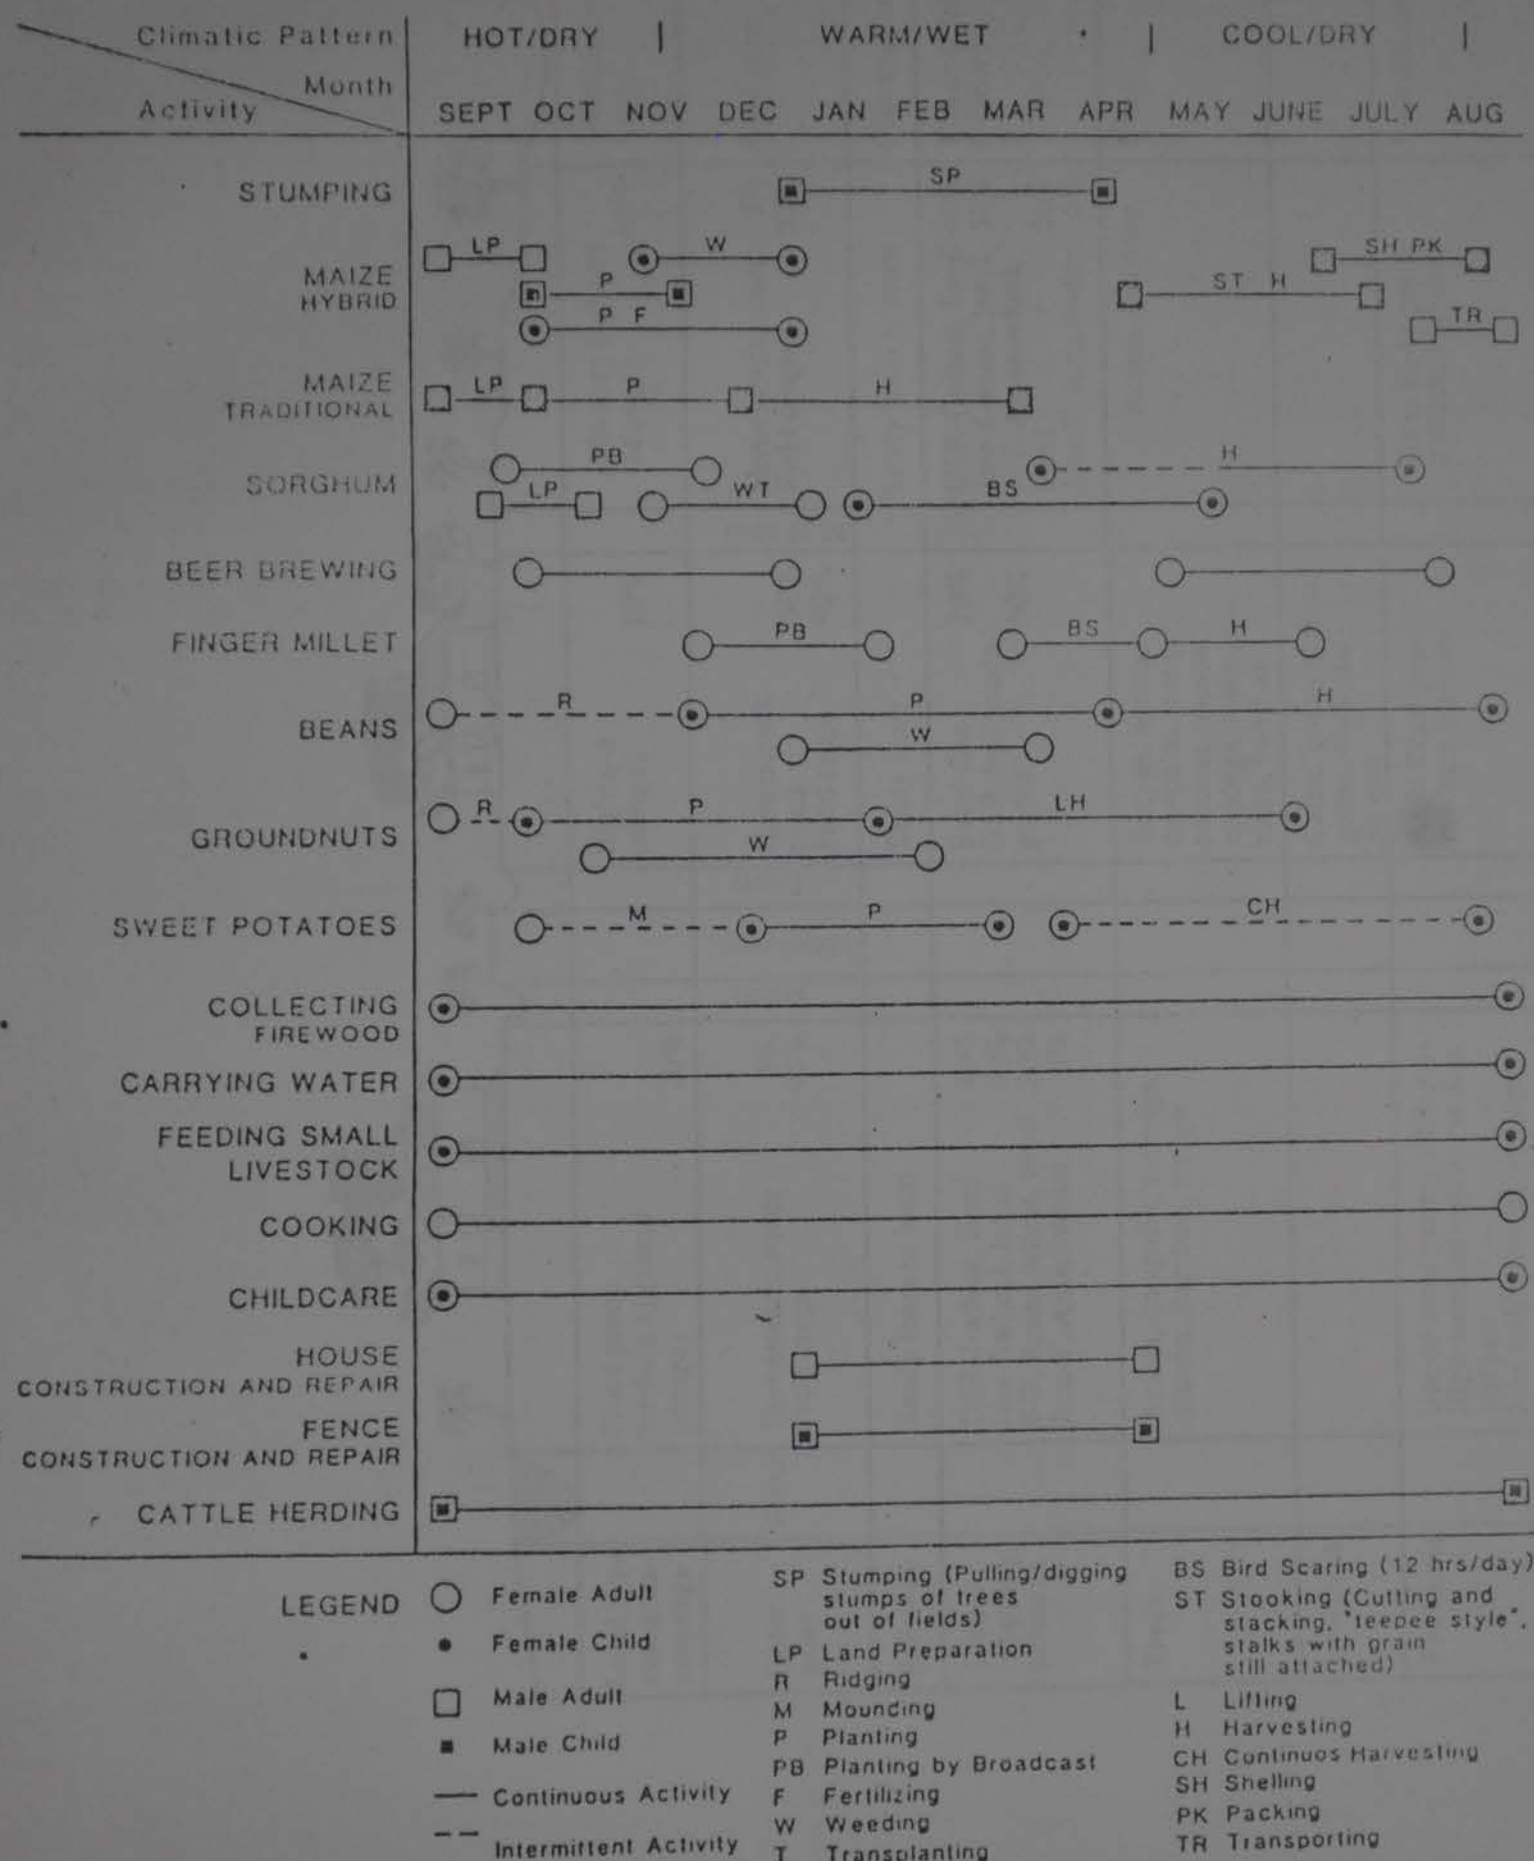 Climatic Pattern HOT/DRY | WARM/WET | COOL/DRY |
Month
Activity SEPT OCT NOV DEC JAN FEB MAR APR MAY JUNE JULY AUG
STUMPING SP
LP W SH PK
MAIZE
HYBRID P ST H
P F TR
MAIZE
TRADITIONAL LP P H
SORGHUM PB H
LP WT BS
BEER BREWING
FINGER MILLET PB BS H
BEANS R P H
W
GROUNDNUTS R P LH
W
SWEET POTATOES M P CH
COLLECTING
FIREWOOD
CARRYING WATER
FEEDING SMALL
LIVESTOCK
COOKING
CHILDCARE
HOUSE
CONSTRUCTION AND REPAIR
FENCE
CONSTRUCTION AND REPAIR
CATTLE HERDING
LEGEND
Female Adult
Female Child
Male Adult
Male Child
Continuous Activity
Intermittent Activity
SP Stumping (Pulling/digging
stumps of trees
out of fields)
LP Land Preparation
R Ridging
M Mounding
P Planting
PB Planting by Broadcast
F Fertilizing
W Weeding
T Transplanting
BS Bird Scaring (12 hrs/day)
ST Stooking (Cutting and
stacking, "teepee style",
stalks with grain
still attached)
L Lifting
H Harvesting
CH Continuos Harvesting
SH Shelling
PK Packing
TR Transporting